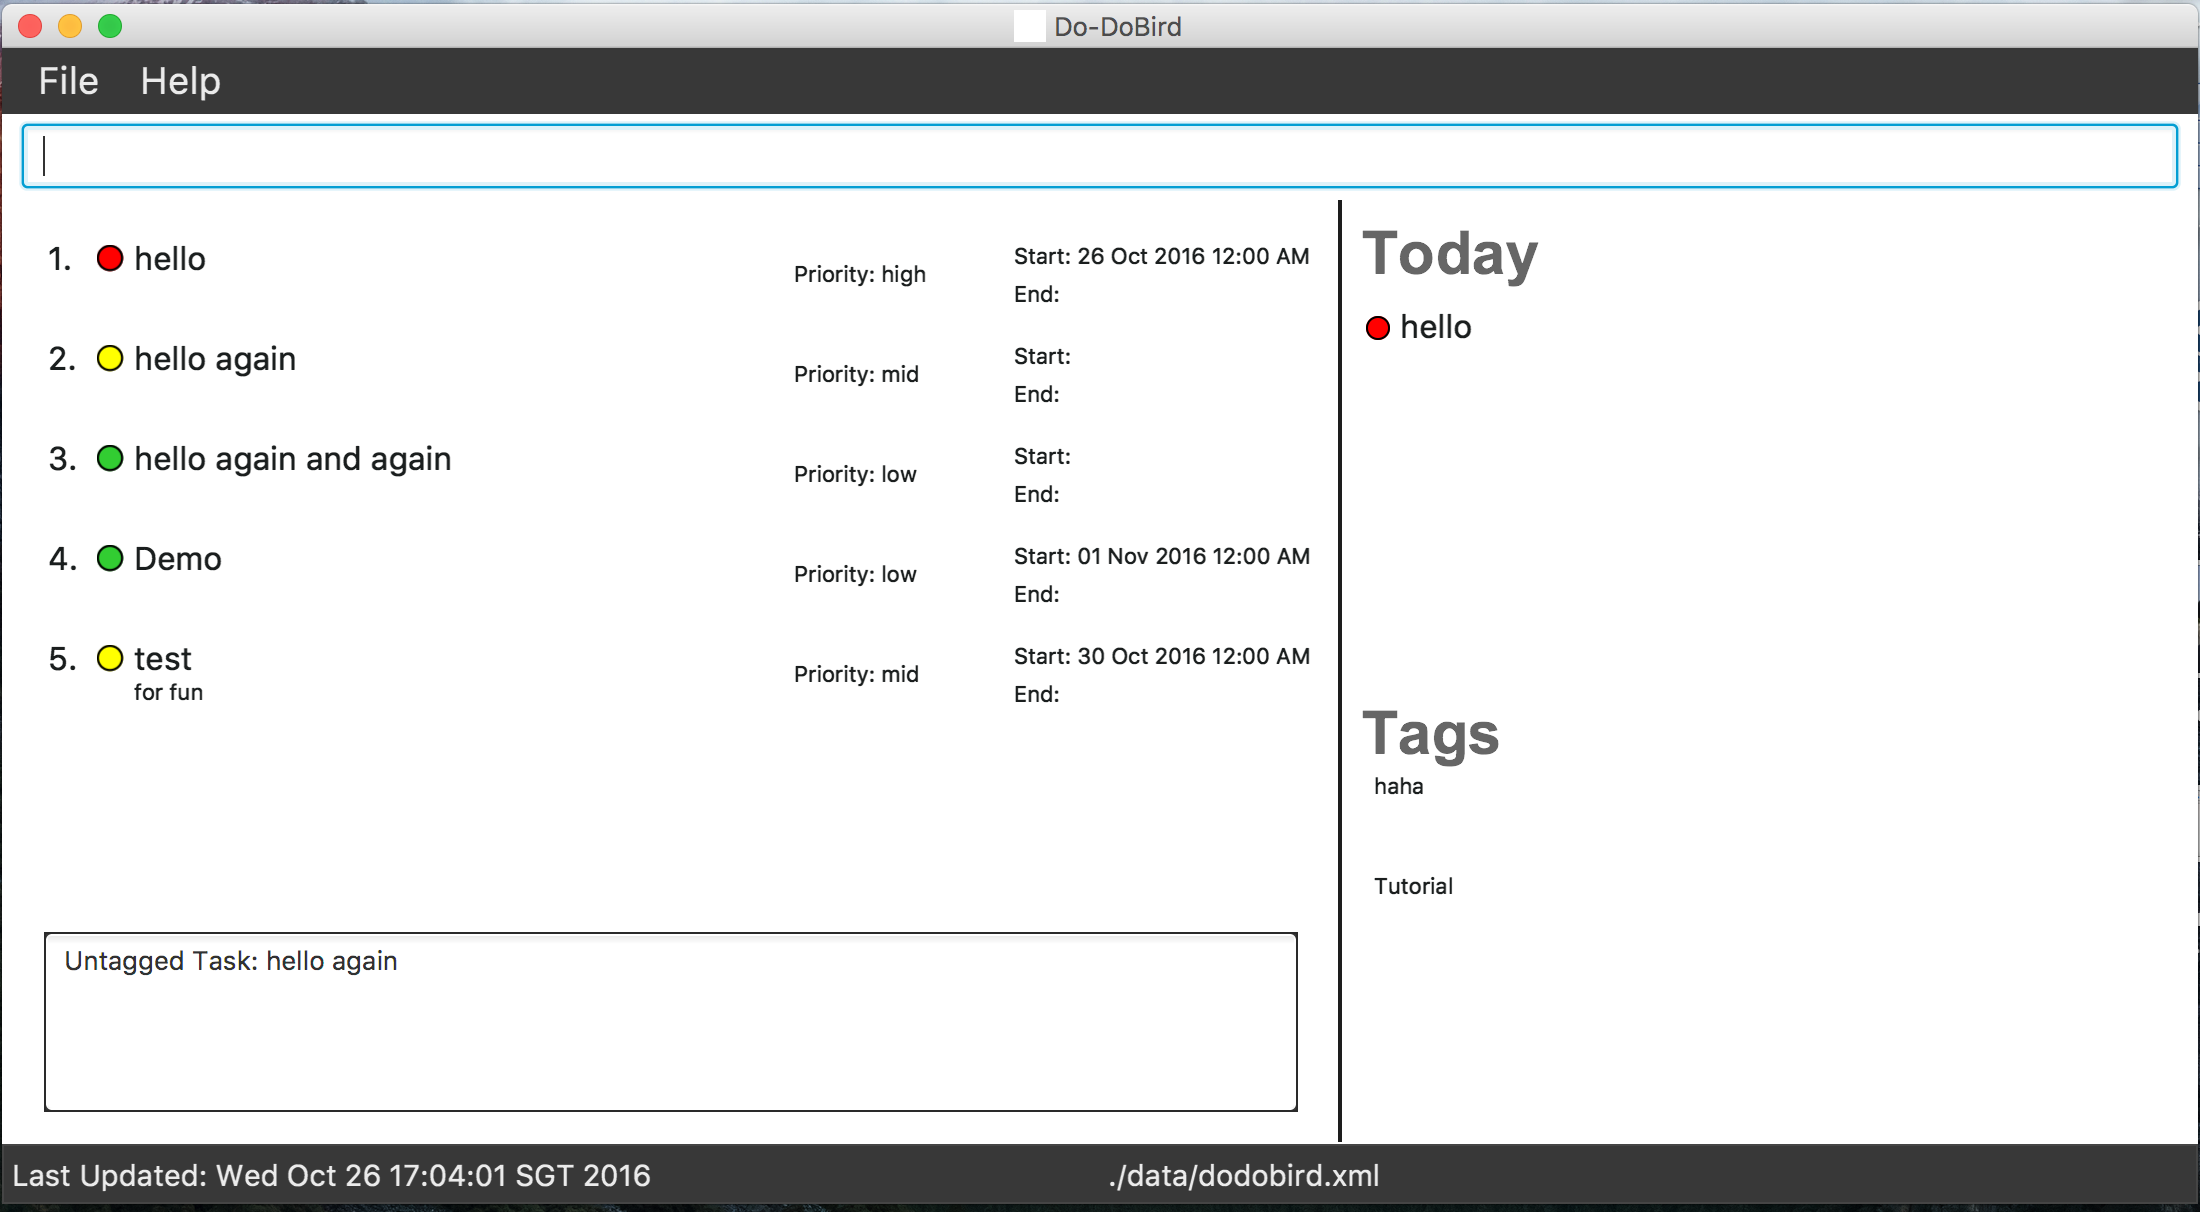 Do-DoBird
File Help
1. hello
Priority: high
Start: 26 Oct 2016 12:00 AM
End:
2. hello again
Priority: mid
Start:
End:
3. hello again and again
Priority: low
Start:
End:
4. Demo
Priority: low
Start: 01 Nov 2016 12:00 AM
End:
5. test
for fun
Priority: mid
Start: 30 Oct 2016 12:00 AM
End:
Untagged Task: hello again
Today
hello
Tags
haha
Tutorial
Last Updated: Wed Oct 26 17:04:01 SGT 2016
./data/dodobird.xml